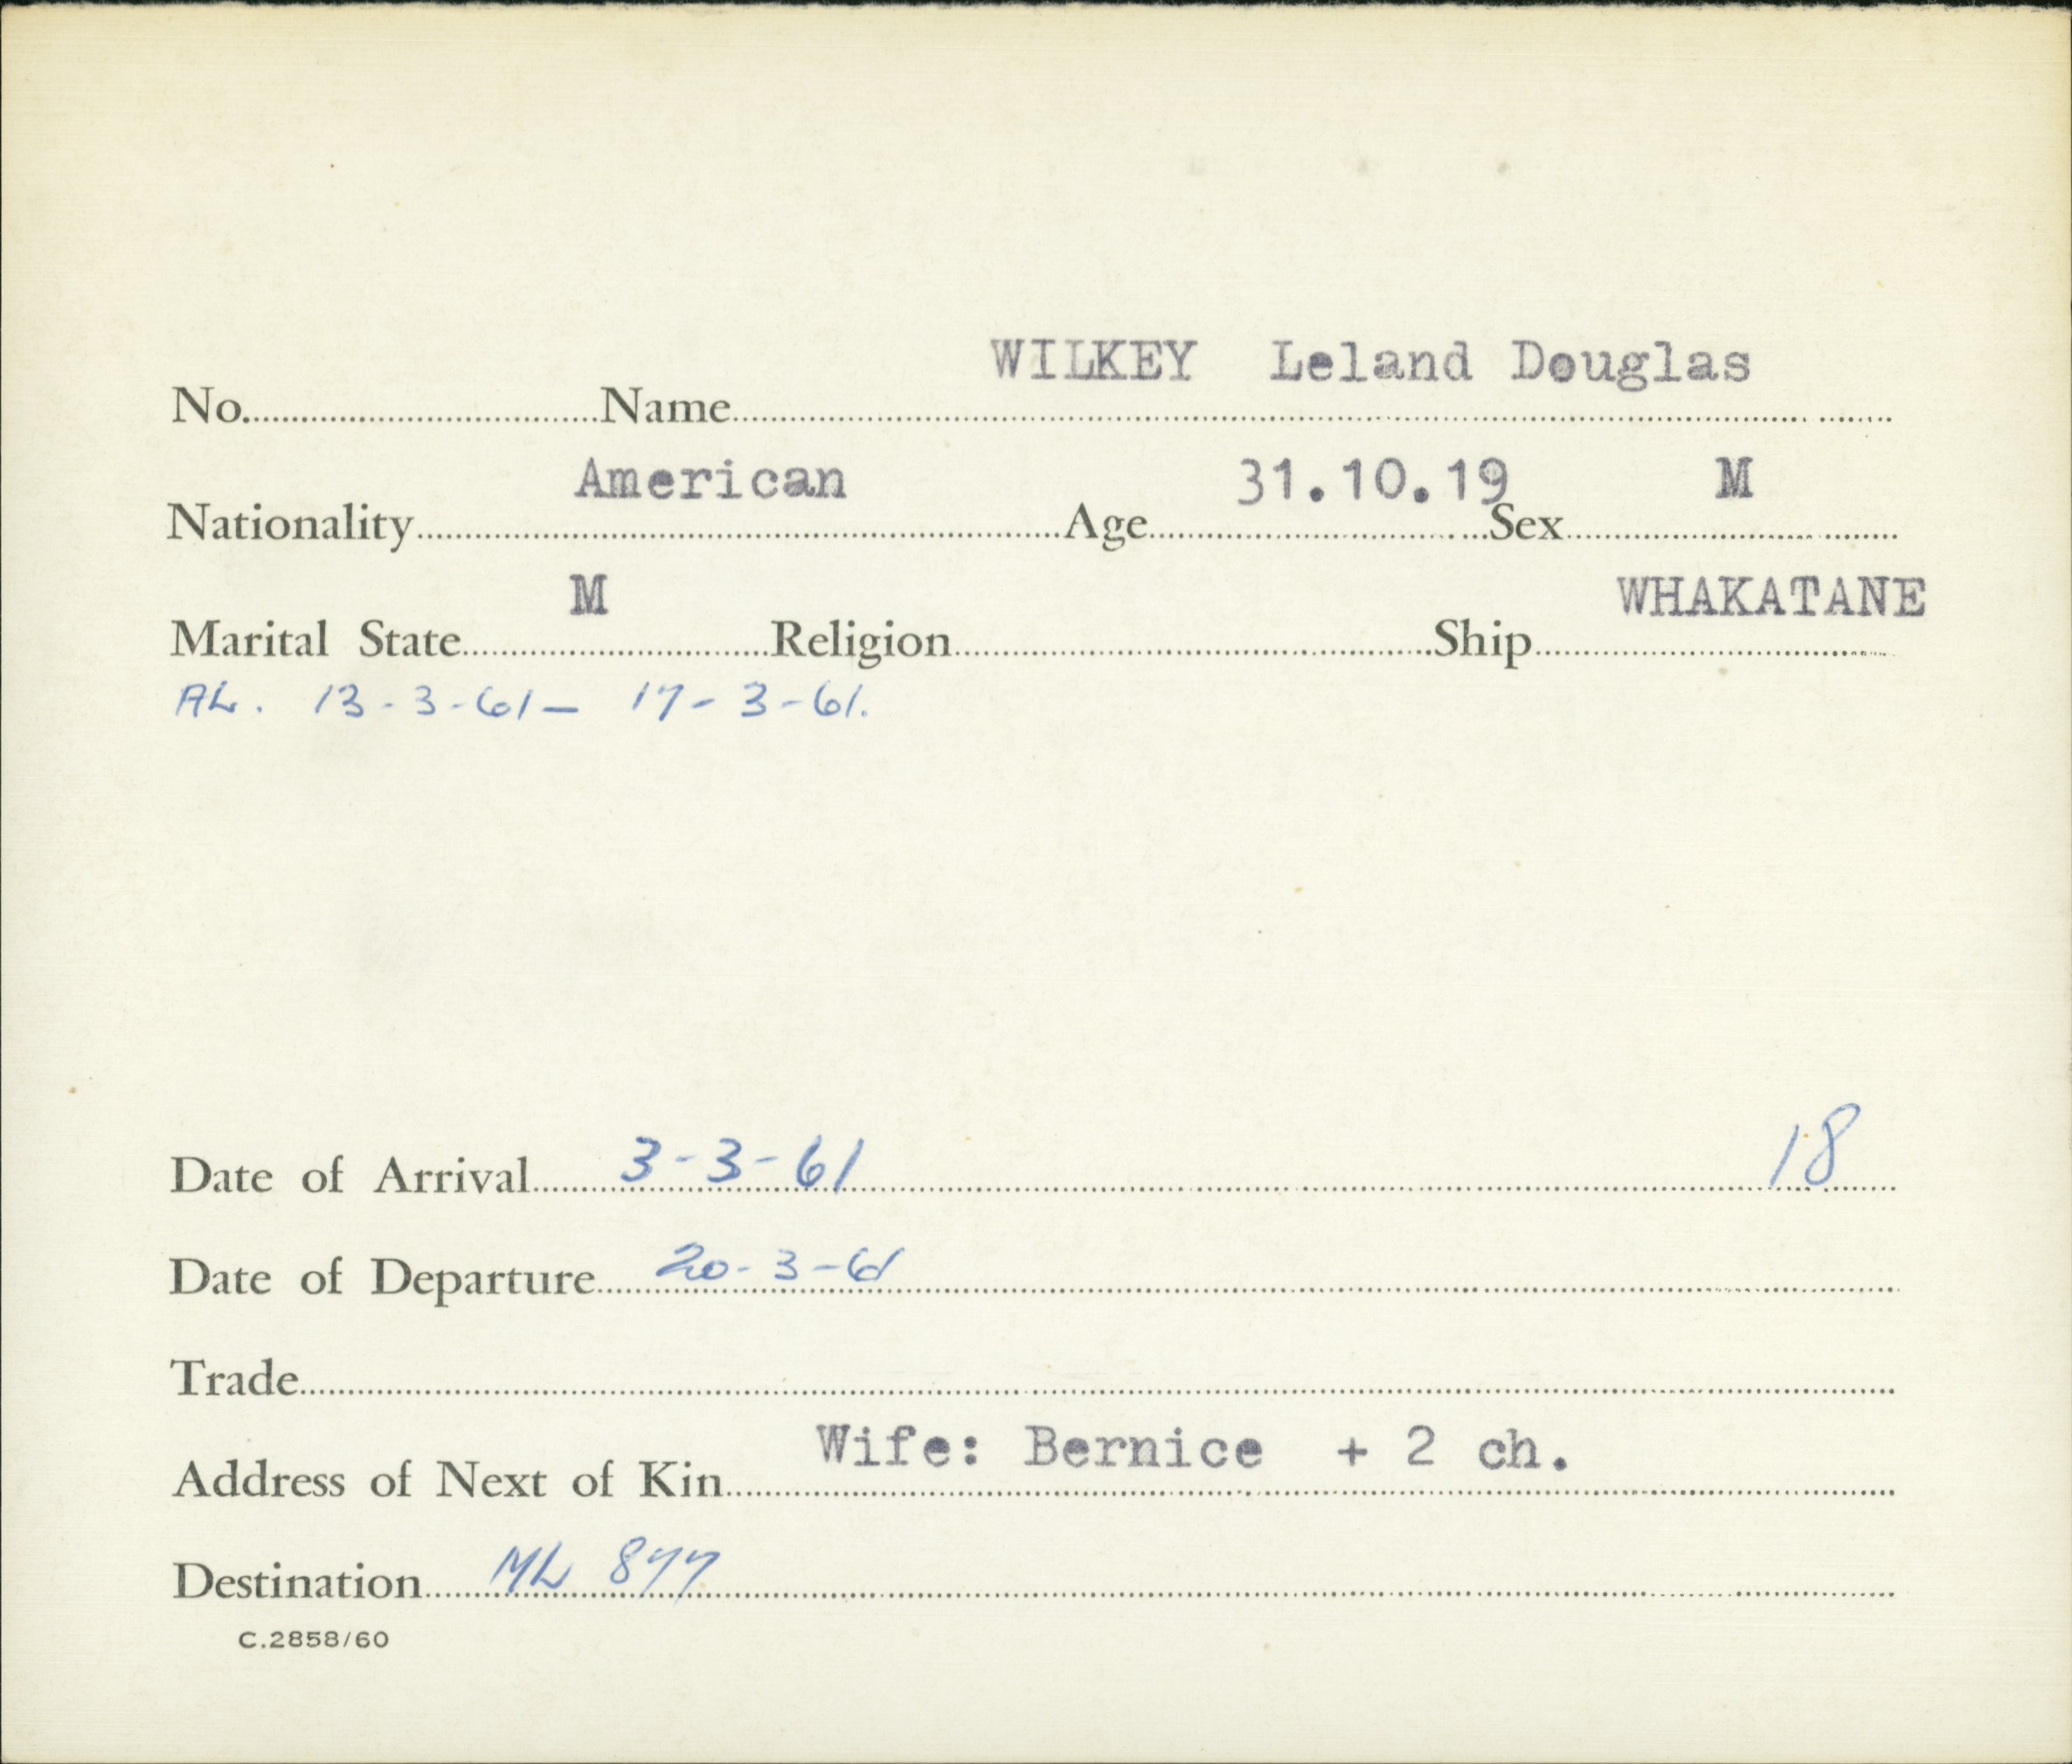 WILKEY Leland Douglas
No. Name
American 31.10.19 M
Nationality Age Sex
M WHAKATANE
Marital State Religion Ship
AL. 13-3-61 - 17-3-61.
18
Date of Arrival 3-3-61
Date of Departure 20-3-61
Trade
Wife: Bernice + 2 ch.
Address of Next of Kin
Destination ML 877
C.2858/60